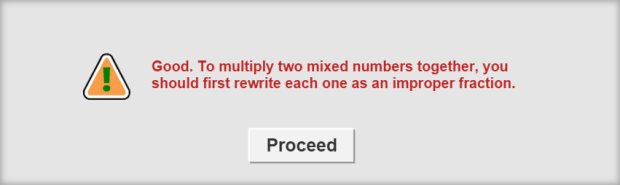 Good. To multiply two mixed numbers together, you
should first rewrite each one as an improper fraction.
Proceed